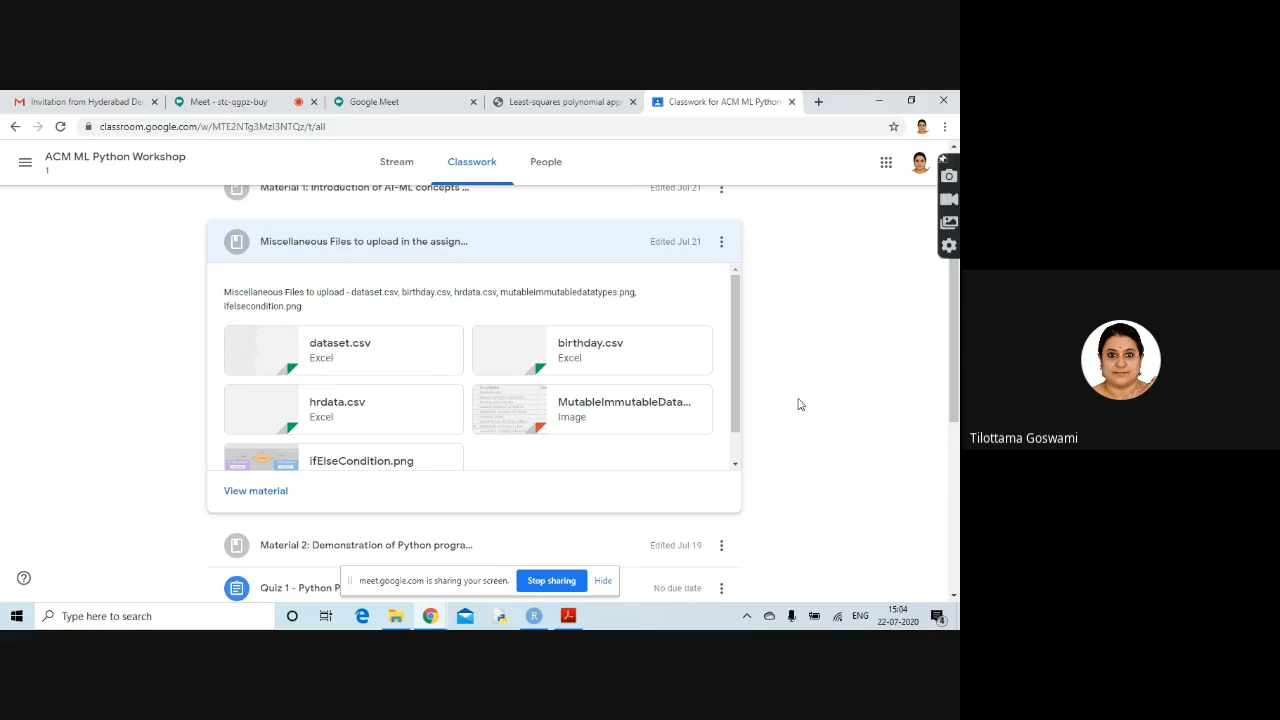 Invitation from Hyderabad De
Meet - stc-qgpz-buy
Google Meet
Least-squares polynomial appr
Classwork for ACM ML Python
classroom.google.com/w/MTE2NTg3MzI3NTQz/t/all
ACM ML Python Workshop
1
Stream
Classwork
People
Material 1: Introduction of AI-ML concepts ...
Edited Jul 21
Miscellaneous Files to upload in the assign...
Edited Jul 21
Miscellaneous Files to upload - dataset.csv, birthday.csv, hrdata.csv, mutableimmutabledatatypes.png,
ifelsecondition.png
dataset.csv
Excel
birthday.csv
Excel
hrdata.csv
Excel
MutableImmutableData...
Image
ifElseCondition.png
View material
Material 2: Demonstration of Python progra...
Edited Jul 19
Quiz 1 - Python P
No due date
meet.google.com is sharing your screen.
Stop sharing
Hide
Type here to search
ENG
15:04
22-07-2020
4
Tilottama Goswami